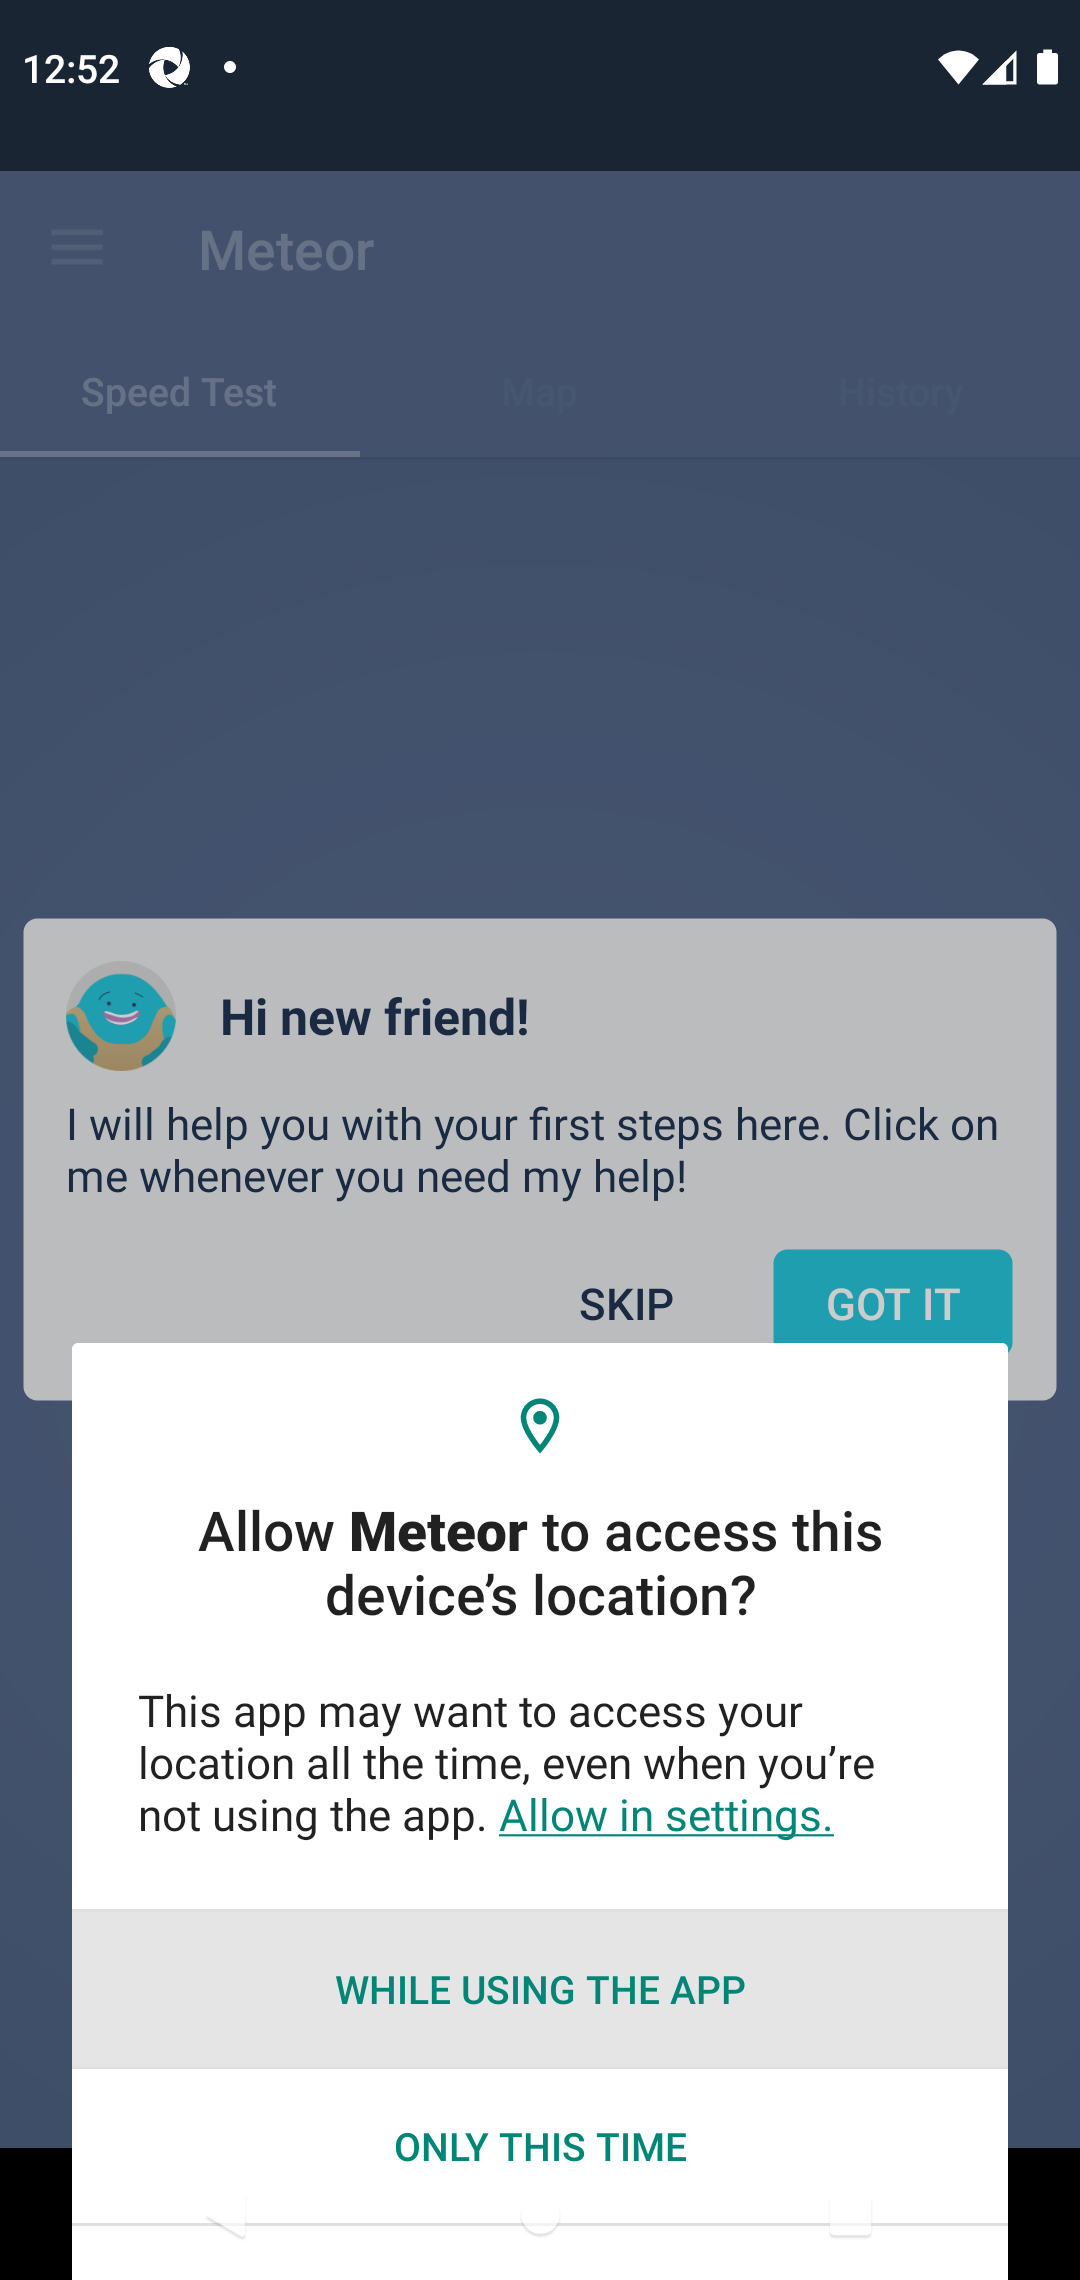 12:52
Meteor
Speed Test
Map
History
Hi new friend!
I will help you with your first steps here. Click on
me whenever you need my help!
SKIP
GOT IT
Allow Meteor to access this
device’s location?
This app may want to access your
location all the time, even when you’re
not using the app. Allow in settings.
WHILE USING THE APP
ONLY THIS TIME